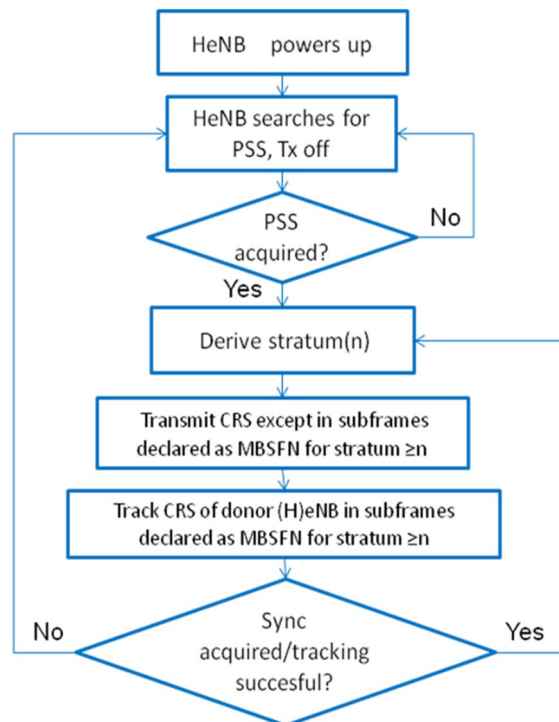 HeNB powers up
HeNB searches for
PSS, Tx off
PSS
acquired?
No
Yes
Derive stratum(n)
Transmit CRS except in subframes
declared as MBSFN for stratum ≥n
Track CRS of donor (H)eNB in subframes
declared as MBSFN for stratum ≥n
No
Sync
acquired/tracking
succesful?
Yes